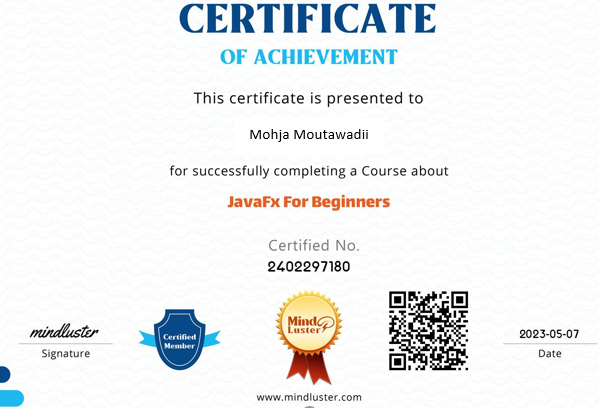 CERTIFICATE
OF ACHIEVEMENT
This certificate is presented to
Mohja Moutawadii
for successfully completing a Course about
JavaFx For Beginners
Certified No.
2402297180
mindluster
Signature
Certified
Member
Mind
Luster
2023-05-07
Date
www.mindluster.com